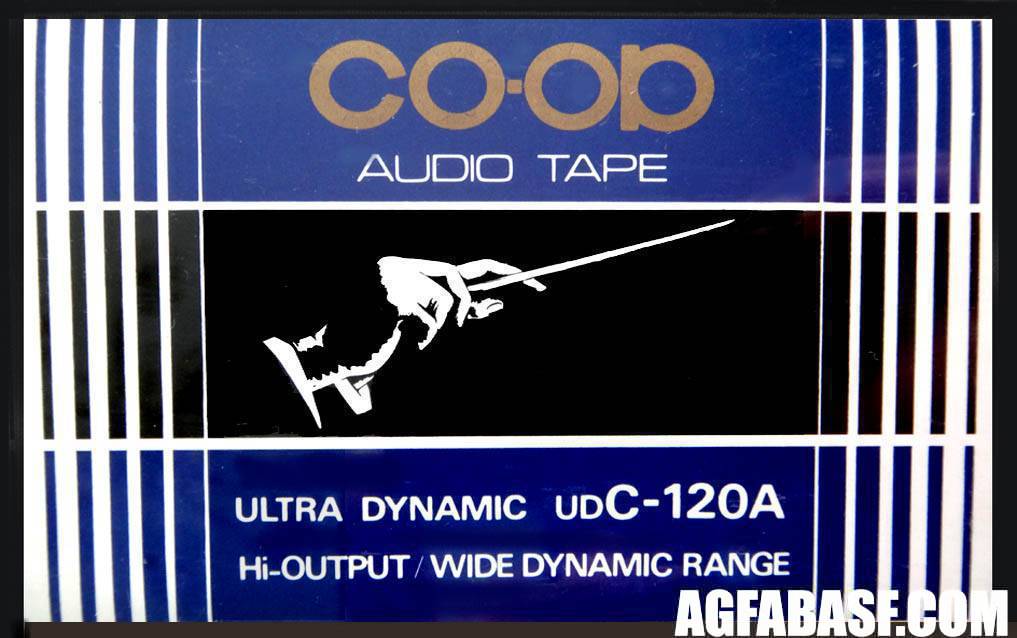 CO-OP
AUDIO TAPE
ULTRA DYNAMIC UDC-120A
Hi-OUTPUT/WIDE DYNAMIC RANGE
AGFABASF.COM